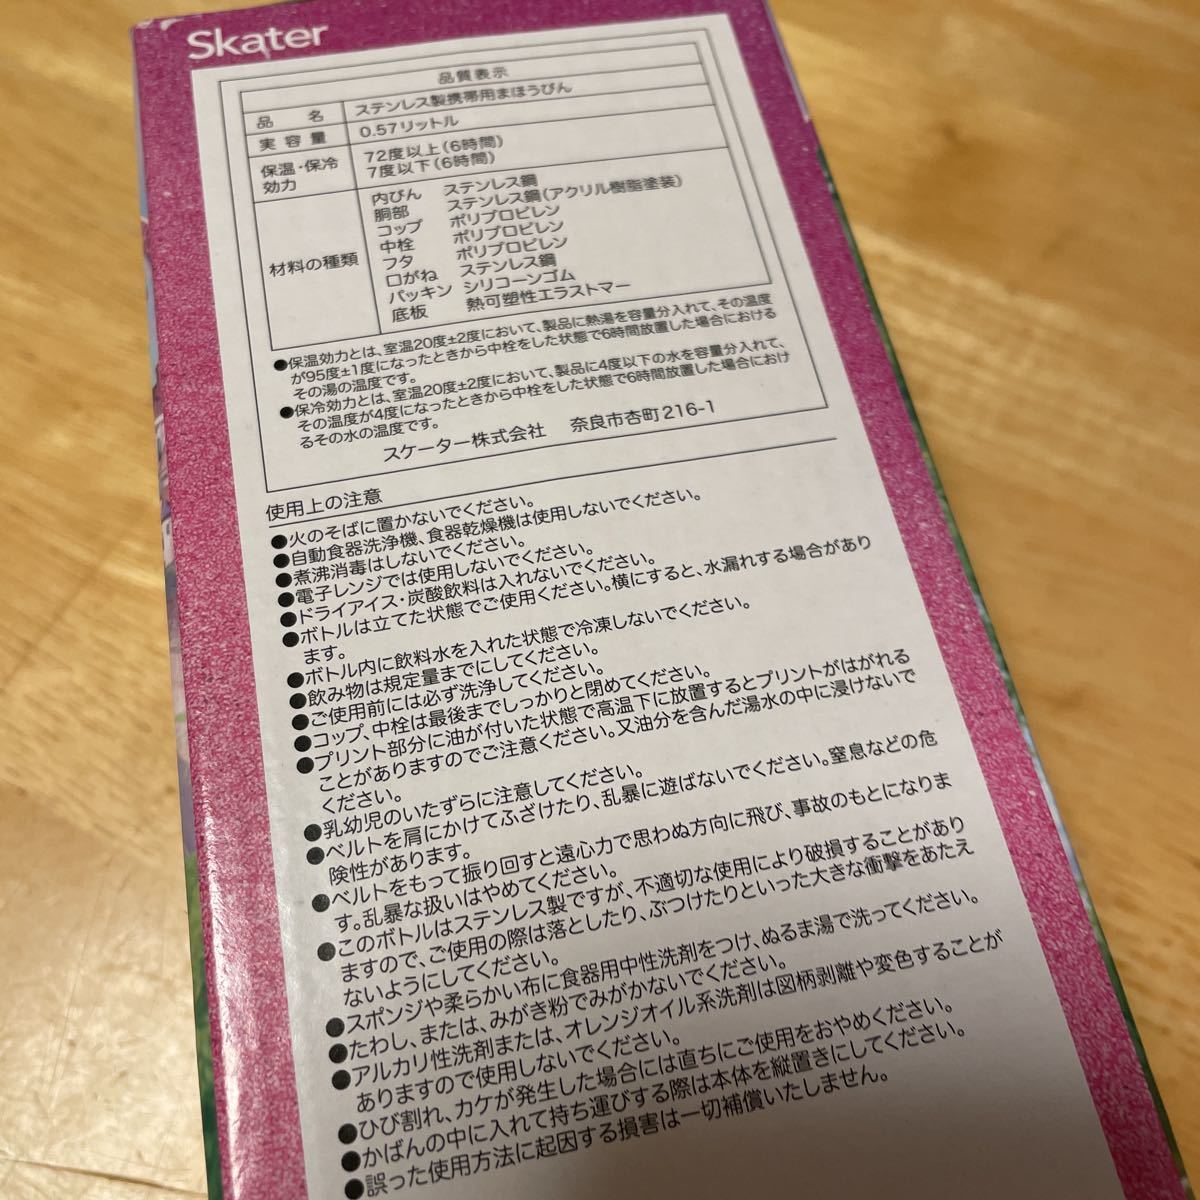 Skater
品質表示
品名 ステンレス製携帯用まほうびん
実容量 0.57リットル
保温・保冷効力 72度以上(6時間)
7度以下(6時間)
材料の種類
内びん ステンレス鋼
胴部 ステンレス鋼(アクリル樹脂塗装)
コップ ポリプロピレン
中栓 ポリプロピレン
フタ ポリプロピレン
口がね ステンレス鋼
パッキン シリコーンゴム
底板 熱可塑性エラストマー
●保温効力とは、室温20度±2度において、製品に熱湯を容量分入れて、その温度
が95度±1度になったときから中栓をした状態で6時間放置した場合における
その湯の温度です。
●保冷効力とは、室温20度±2度において、製品に4度以下の水を容量分入れて、
その温度が4度になったときから中栓をした状態で6時間放置した場合におけ
るその水の温度です。
スケーター株式会社 奈良市杏町216-1
使用上の注意
●火のそばに置かないでください。
●自動食器洗浄機、食器乾燥機は使用しないでください。
●煮沸消毒はしないでください。
●電子レンジでは使用しないでください。
●ドライアイス・炭酸飲料は入れないでください。
●ボトルは立てた状態でご使用ください。横にすると、水漏れする場合があり
ます。
●ボトル内に飲料水を入れた状態で冷凍しないでください。
●飲み物は規定量までにしてください。
●ご使用前には必ず洗浄してください。
●コップ、中栓は最後までしっかりと閉めてください。
●プリント部分に油が付いた状態で高温下に放置するとプリントがはがれる
ことがありますのでご注意ください。又油分を含んだ湯水の中に浸けないで
ください。
●乳幼児のいたずらに注意してください。
●ベルトを肩にかけてふざけたり、乱暴に遊ばないでください。窒息などの危
険性があります。
●ベルトをもって振り回すと遠心力で思わぬ方向に飛び、事故のもとになりま
す。乱暴な扱いはやめてください。
●このボトルはステンレス製ですが、不適切な使用により破損することがあり
ますので、ご使用の際は落としたり、ぶつけたりといった大きな衝撃をあたえ
ないようにしてください。
●スポンジや柔らかい布に食器用中性洗剤をつけ、ぬるま湯で洗ってください。
●たわし、または、みがき粉でみがかないでください。
●アルカリ性洗剤または、オレンジオイル系洗剤は図柄剥離や変色することが
ありますので使用しないでください。
●ひび割れ、カケが発生した場合には直ちにご使用をおやめください。
●かばんの中に入れて持ち運びする際は本体を縦置きにしてください。
●誤った使用方法に起因する損害は一切補償いたしません。